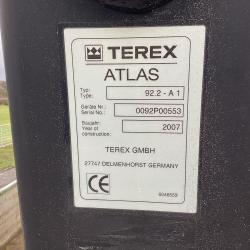 TEREX
ATLAS
Typ:
Type: 92.2 - A 1
Geräte Nr.:
Serial No.: 0092P00553
Baujahr:
Year of
construction: 2007
TEREX GMBH
27747 DELMENHORST GERMANY
CE